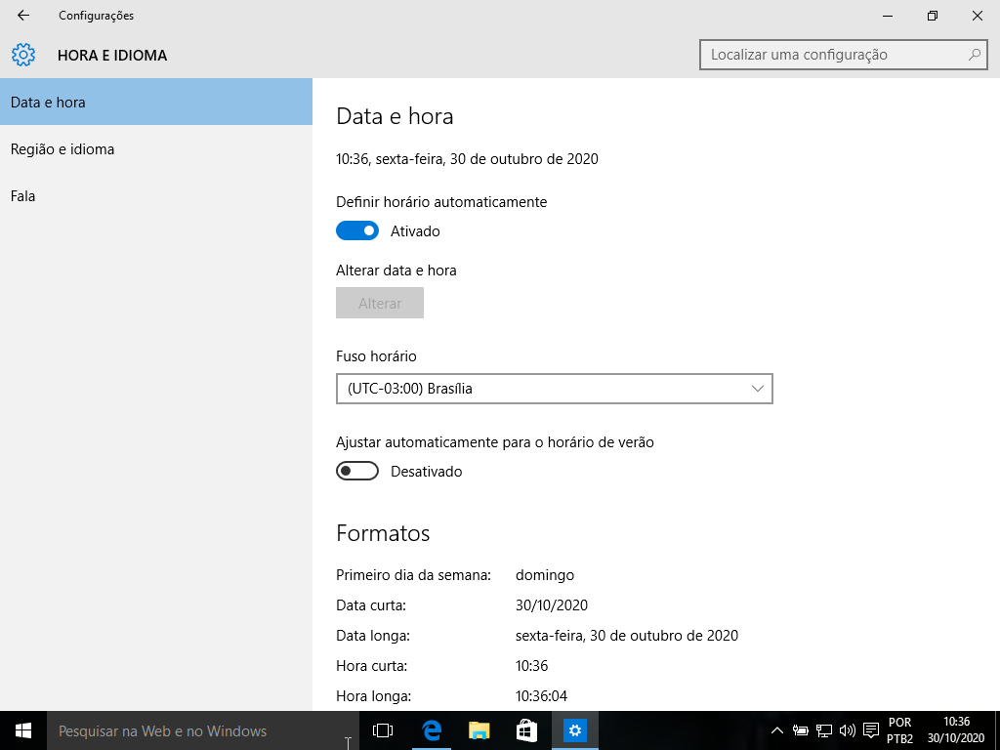 Configurações
HORA E IDIOMA
Localizar uma configuração
Data e hora
Região e idioma
Fala
Data e hora
10:36, sexta-feira, 30 de outubro de 2020
Definir horário automaticamente
Ativado
Alterar data e hora
Alterar
Fuso horário
(UTC-03:00) Brasília
Ajustar automaticamente para o horário de verão
Desativado
Formatos
Primeiro dia da semana: domingo
Data curta: 30/10/2020
Data longa: sexta-feira, 30 de outubro de 2020
Hora curta: 10:36
Hora longa: 10:36:04
Pesquisar na Web e no Windows
POR
PTB2
10:36
30/10/2020